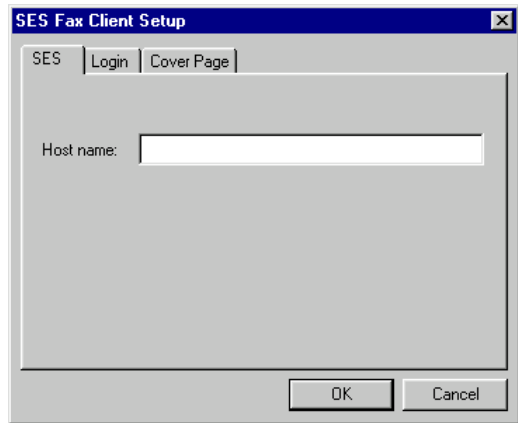 SES Fax Client Setup
SES Login Cover Page
Host name:
OK Cancel